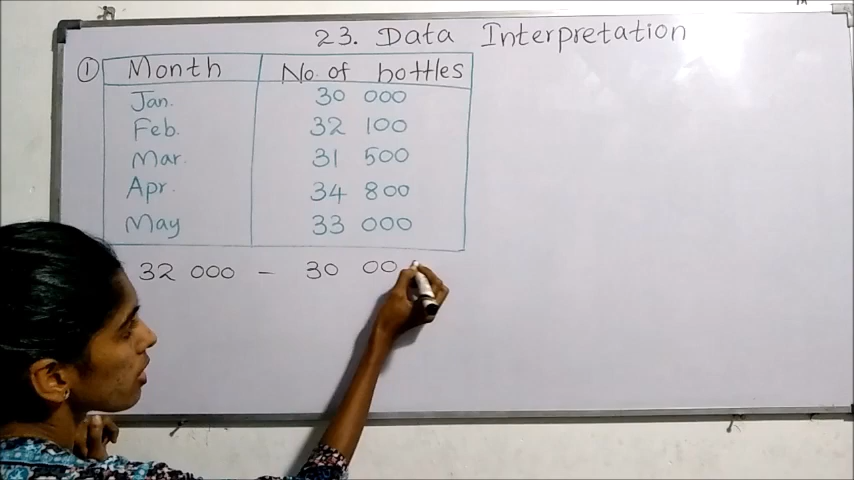 23. Data Interpretation
① Month No. of bottles
Jan. 30 000
Feb. 32 100
Mar. 31 500
Apr. 34 800
May 33 000
32 000 - 30 00